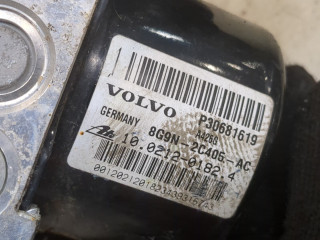 VOLVO
P30681619
GERMANY
8G9N-2C405-AC
10.0212-0182.4